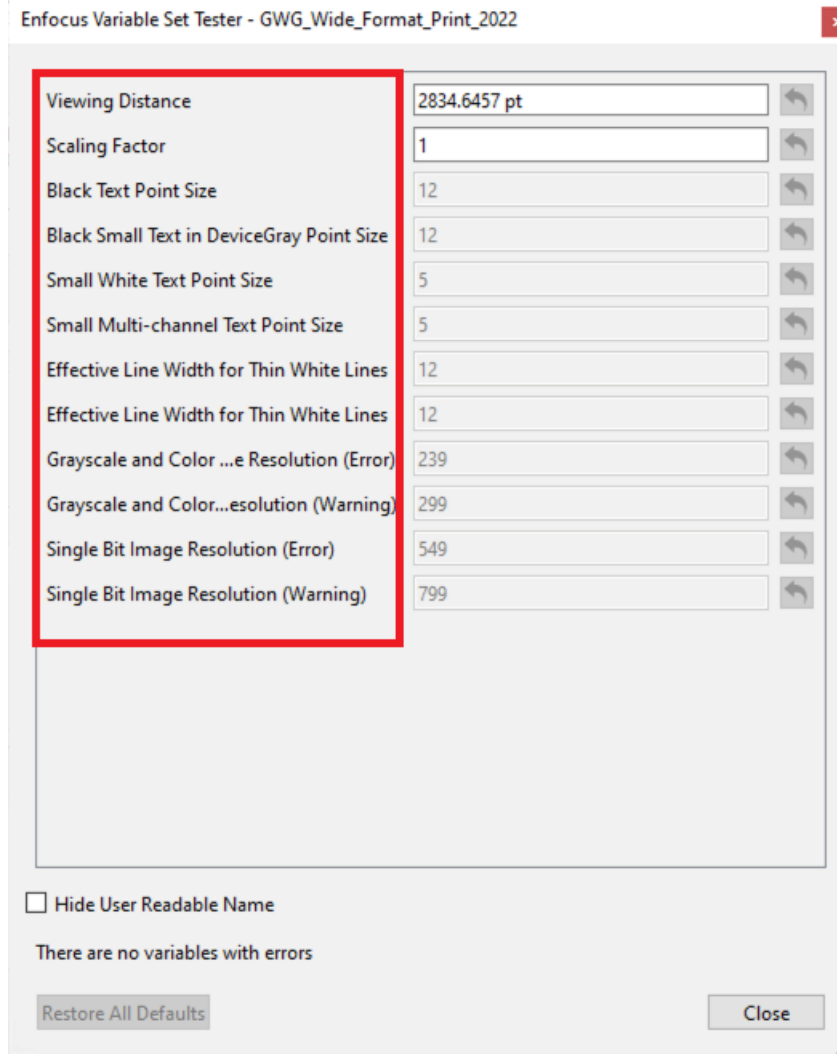 Enfocus Variable Set Tester - GWG_Wide_Format_Print_2022
Viewing Distance 2834.6457 pt
Scaling Factor 1
Black Text Point Size 12
Black Small Text in DeviceGray Point Size 12
Small White Text Point Size 5
Small Multi-channel Text Point Size 5
Effective Line Width for Thin White Lines 12
Effective Line Width for Thin White Lines 12
Grayscale and Color ...e Resolution (Error) 239
Grayscale and Color...esolution (Warning) 299
Single Bit Image Resolution (Error) 549
Single Bit Image Resolution (Warning) 799
Hide User Readable Name
There are no variables with errors
Restore All Defaults Close